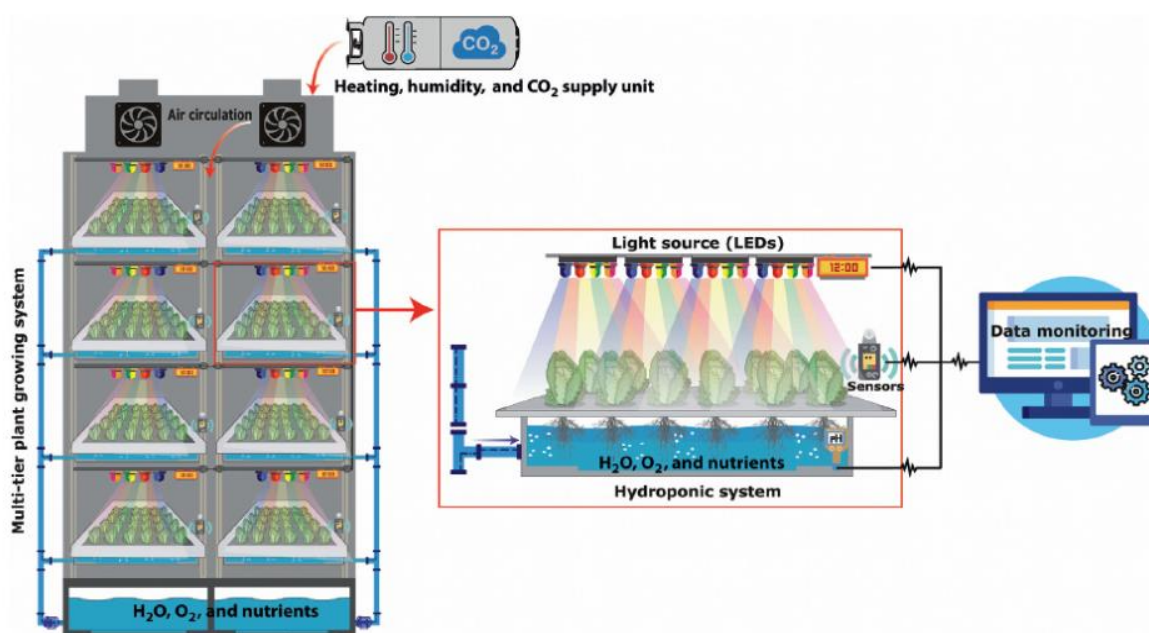 CO₂
Heating, humidity, and CO₂ supply unit
Air circulation
Multi-tier plant growing system
H₂O, O₂, and nutrients
Light source (LEDs)
12:00
Sensors
pH
H₂O, O₂, and nutrients
Hydroponic system
Data monitoring